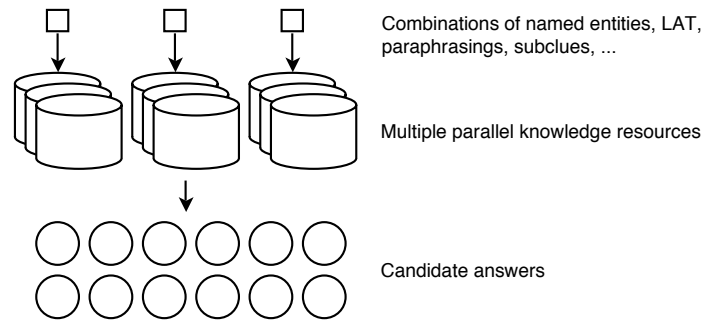 Combinations of named entities, LAT,
paraphrasings, subclues, ...
Multiple parallel knowledge resources
Candidate answers